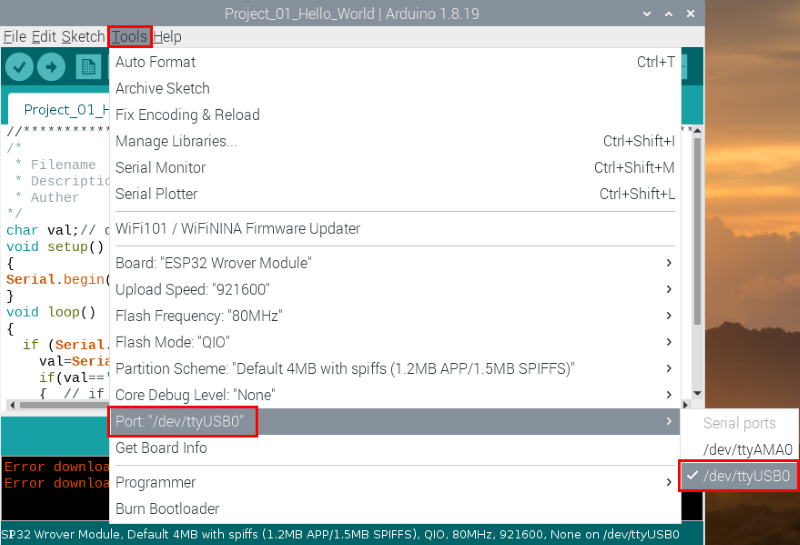 Project_01_Hello_World | Arduino 1.8.19
File Edit Sketch Tools Help
Auto Format Ctrl+T
Archive Sketch
Fix Encoding & Reload
Manage Libraries... Ctrl+Shift+I
Serial Monitor Ctrl+Shift+M
Serial Plotter Ctrl+Shift+L
WiFi101 / WiFiNINA Firmware Updater
Board: "ESP32 Wrover Module"
Upload Speed: "921600"
Flash Frequency: "80MHz"
Flash Mode: "QIO"
Partition Scheme: "Default 4MB with spiffs (1.2MB APP/1.5MB SPIFFS)"
Core Debug Level: "None"
Port: "/dev/ttyUSB0"
Get Board Info
Programmer
Burn Bootloader
Serial ports
/dev/ttyAMA0
/dev/ttyUSB0
Project_01_H
//************
/*
* Filename
* Descriptio
* Auther
*/
char val;//
void setup()
{
Serial.begin(
}
void loop()
{
if (Serial.
val=Seria
if(val=='
{ // if
Error downloa
Error downloa
P32 Wrover Module, Default 4MB with spiffs (1.2MB APP/1.5MB SPIFFS), QIO, 80MHz, 921600, None on /dev/ttyUSB0